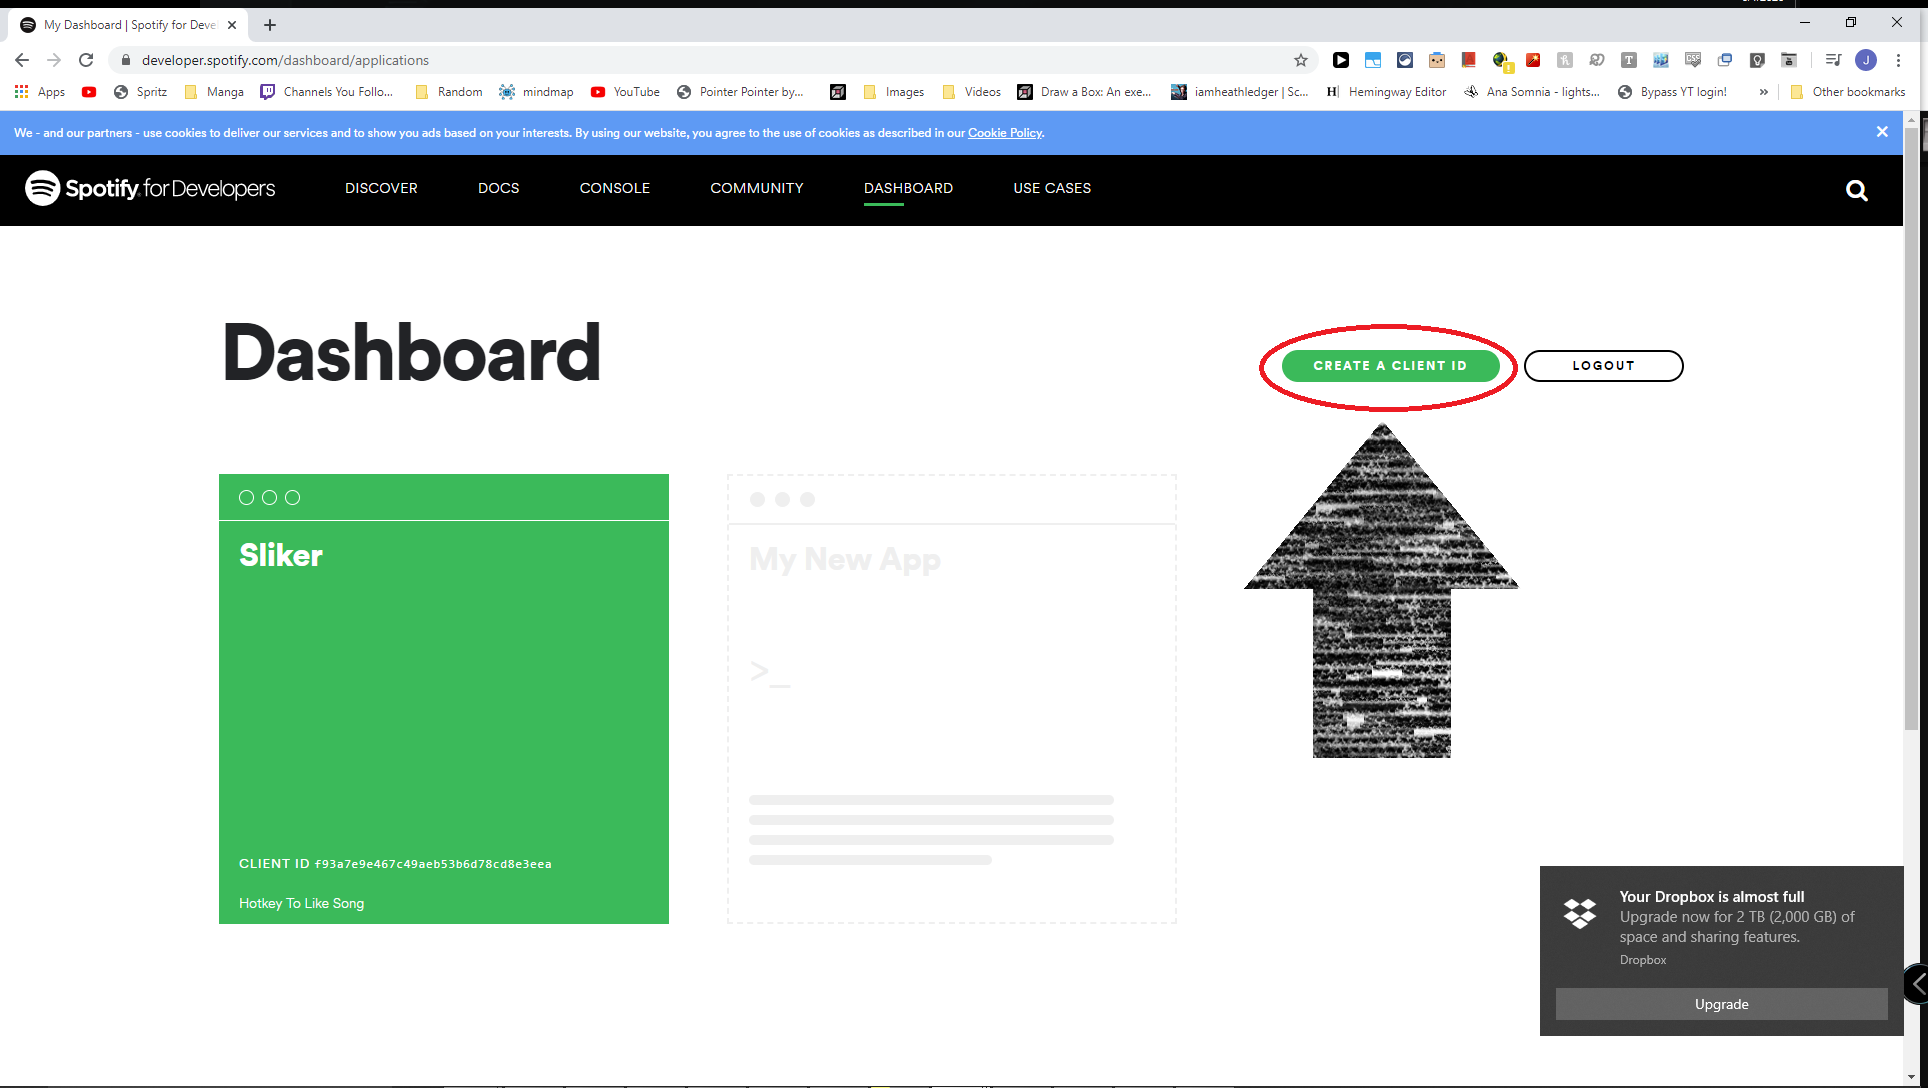 My Dashboard | Spotify for Deve
developer.spotify.com/dashboard/applications
J
Apps Spritz Manga Channels You Follo... Random mindmap YouTube Pointer Pointer by... Images Videos Draw a Box: An exe... iamheathledger | Sc... H Hemingway Editor Ana Somnia - lights... Bypass YT login! » Other bookmarks
We - and our partners - use cookies to deliver our services and to show you ads based on your interests. By using our website, you agree to the use of cookies as described in our Cookie Policy.
Spotify for Developers DISCOVER DOCS CONSOLE COMMUNITY DASHBOARD USE CASES
Dashboard
CREATE A CLIENT ID LOGOUT
Sliker
CLIENT ID f93a7e9e467c49aeb53b6d78cd8e3eea
Hotkey To Like Song
My New App
>_
Your Dropbox is almost full
Upgrade now for 2 TB (2,000 GB) of
space and sharing features.
Dropbox
Upgrade